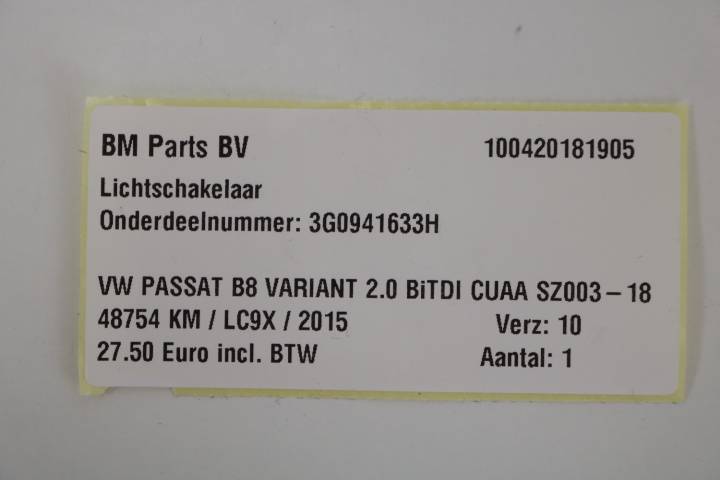 BM Parts BV 100420181905
Lichtschakelaar
Onderdeelnummer: 3G0941633H
VW PASSAT B8 VARIANT 2.0 BiTDI CUAA SZ003-18
48754 KM / LC9X / 2015 Verz: 10
27.50 Euro incl. BTW Aantal: 1